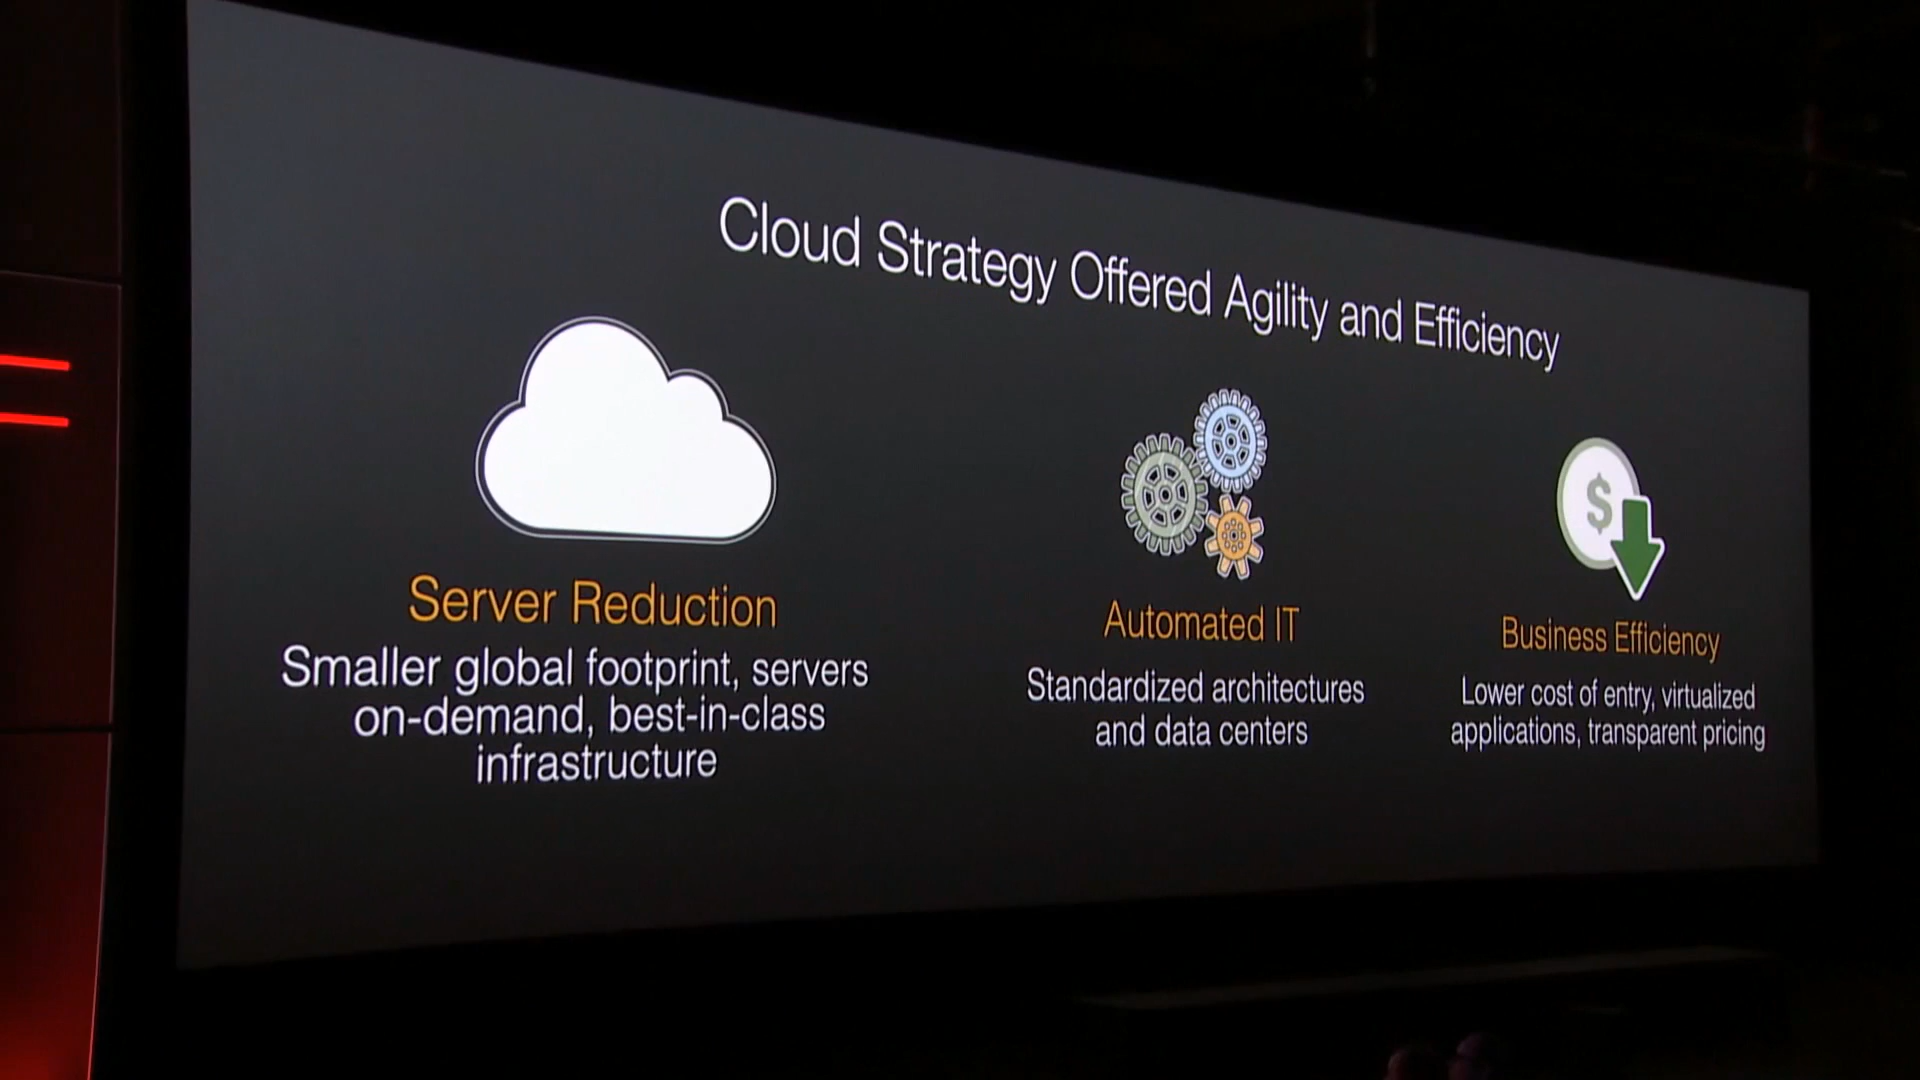 Cloud Strategy Offered Agility and Efficiency
Server Reduction
Smaller global footprint, servers
on-demand, best-in-class
infrastructure
Automated IT
Standardized architectures
and data centers
$
Business Efficiency
Lower cost of entry, virtualized
applications, transparent pricing